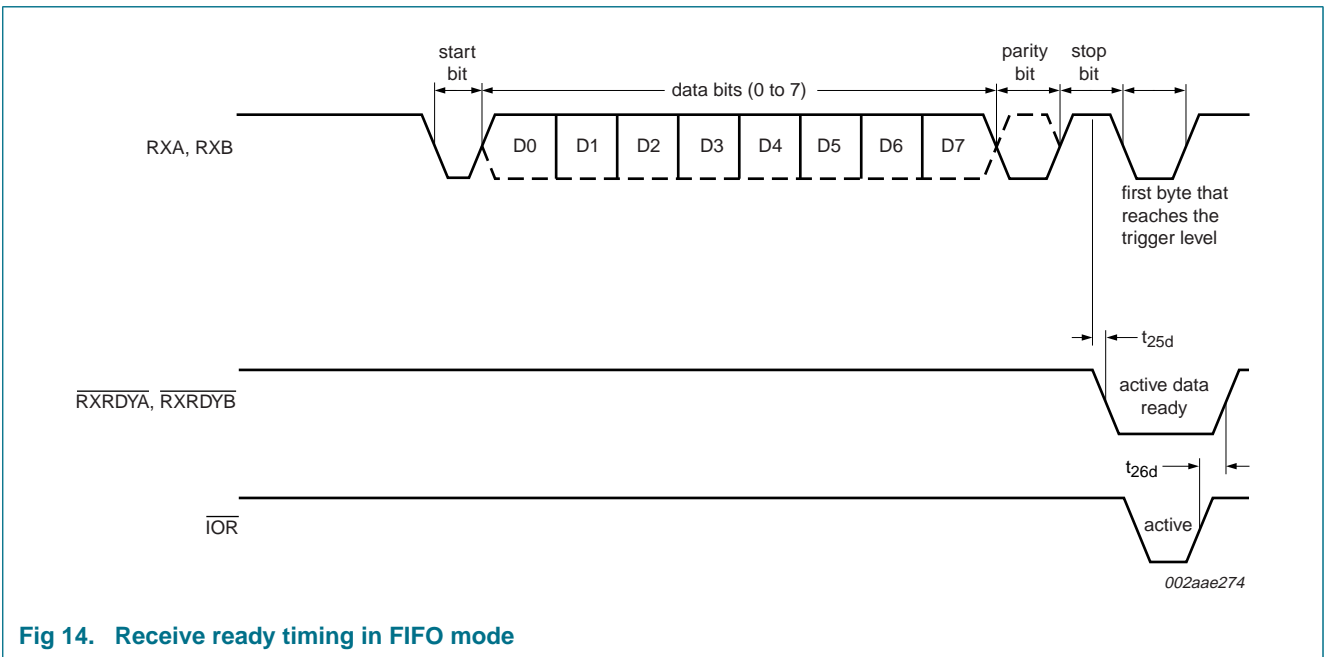 start
bit
data bits (0 to 7)
parity
bit
stop
bit
RXA, RXB
D0 D1 D2 D3 D4 D5 D6 D7
first byte that
reaches the
trigger level
t25d
RXRDYA, RXRDYB
active data
ready
t26d
IOR
active
002aae274
Fig 14. Receive ready timing in FIFO mode